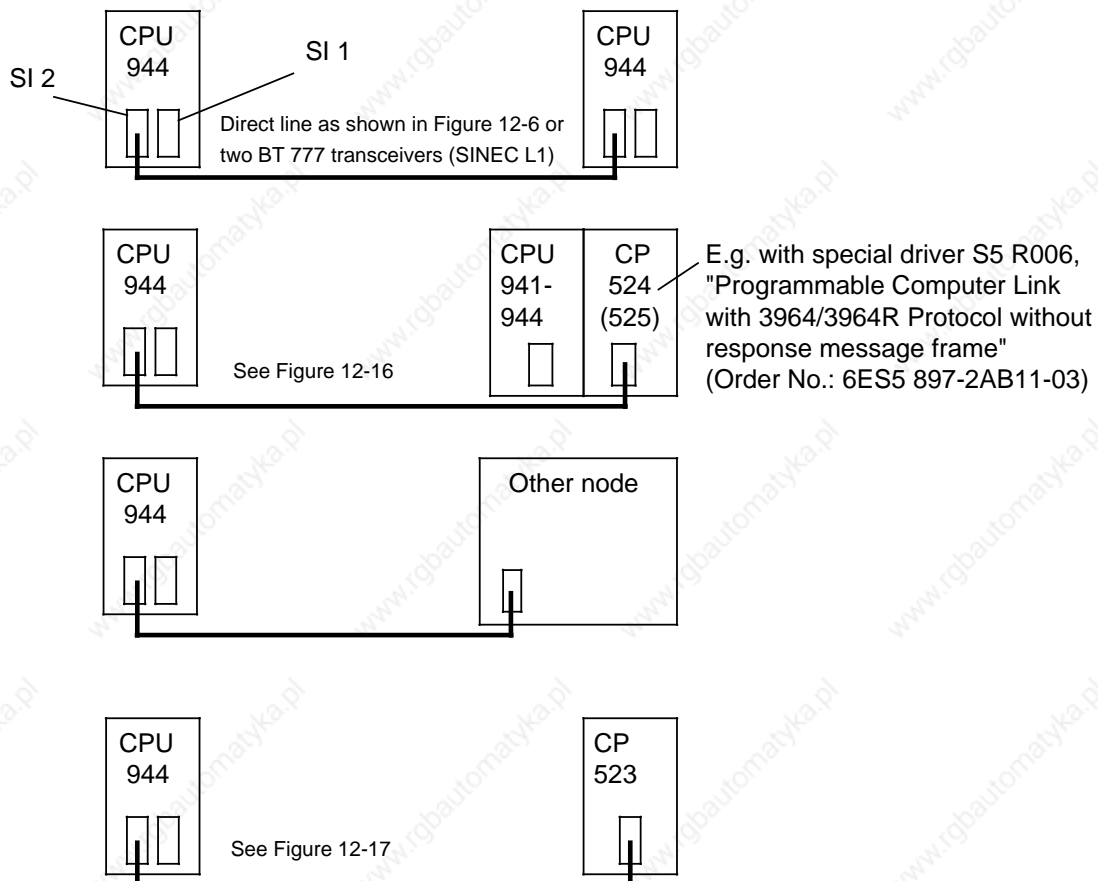 CPU
944
SI 1
SI 2
Direct line as shown in Figure 12-6 or
two BT 777 transceivers (SINEC L1)
CPU
944
CPU
944
See Figure 12-16
CPU
941-
944
CP
524
(525)
E.g. with special driver S5 R006,
"Programmable Computer Link
with 3964/3964R Protocol without
response message frame"
(Order No.: 6ES5 897-2AB11-03)
CPU
944
Other node
CPU
944
See Figure 12-17
CP
523
www.rgbautomatyka.pl